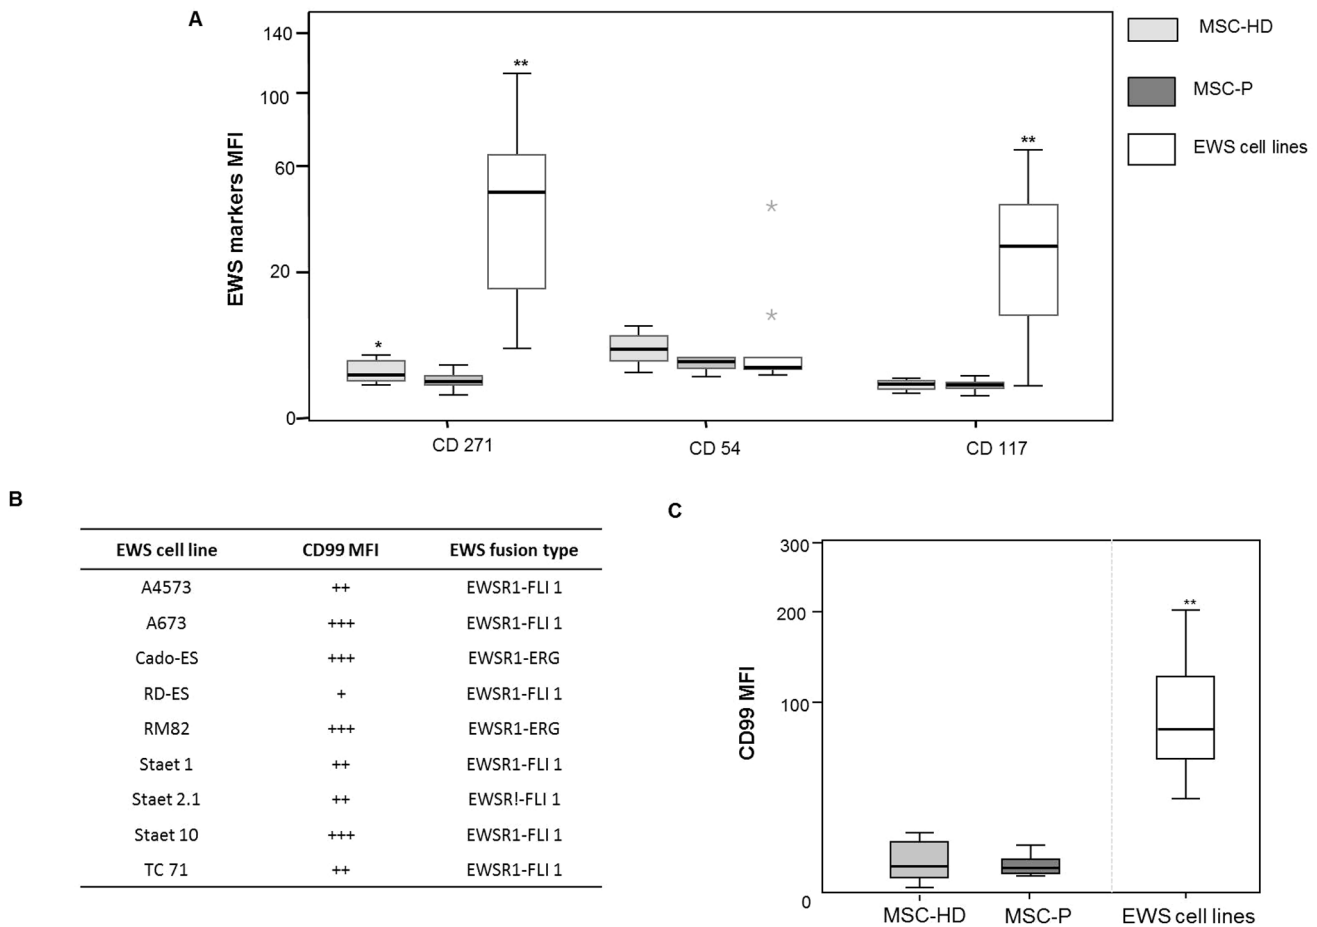 A
140
100
60
20
0
EWS markers MFI
*
**
*
*
**
CD 271
CD 54
CD 117
MSC-HD
MSC-P
EWS cell lines
B
EWS cell line CD99 MFI EWS fusion type
A4573 ++ EWSR1-FLI 1
A673 +++ EWSR1-FLI 1
Cado-ES +++ EWSR1-ERG
RD-ES + EWSR1-FLI 1
RM82 +++ EWSR1-ERG
Staet 1 ++ EWSR1-FLI 1
Staet 2.1 ++ EWSR!-FLI 1
Staet 10 +++ EWSR1-FLI 1
TC 71 ++ EWSR1-FLI 1
C
300
200
100
0
CD99 MFI
**
MSC-HD
MSC-P
EWS cell lines